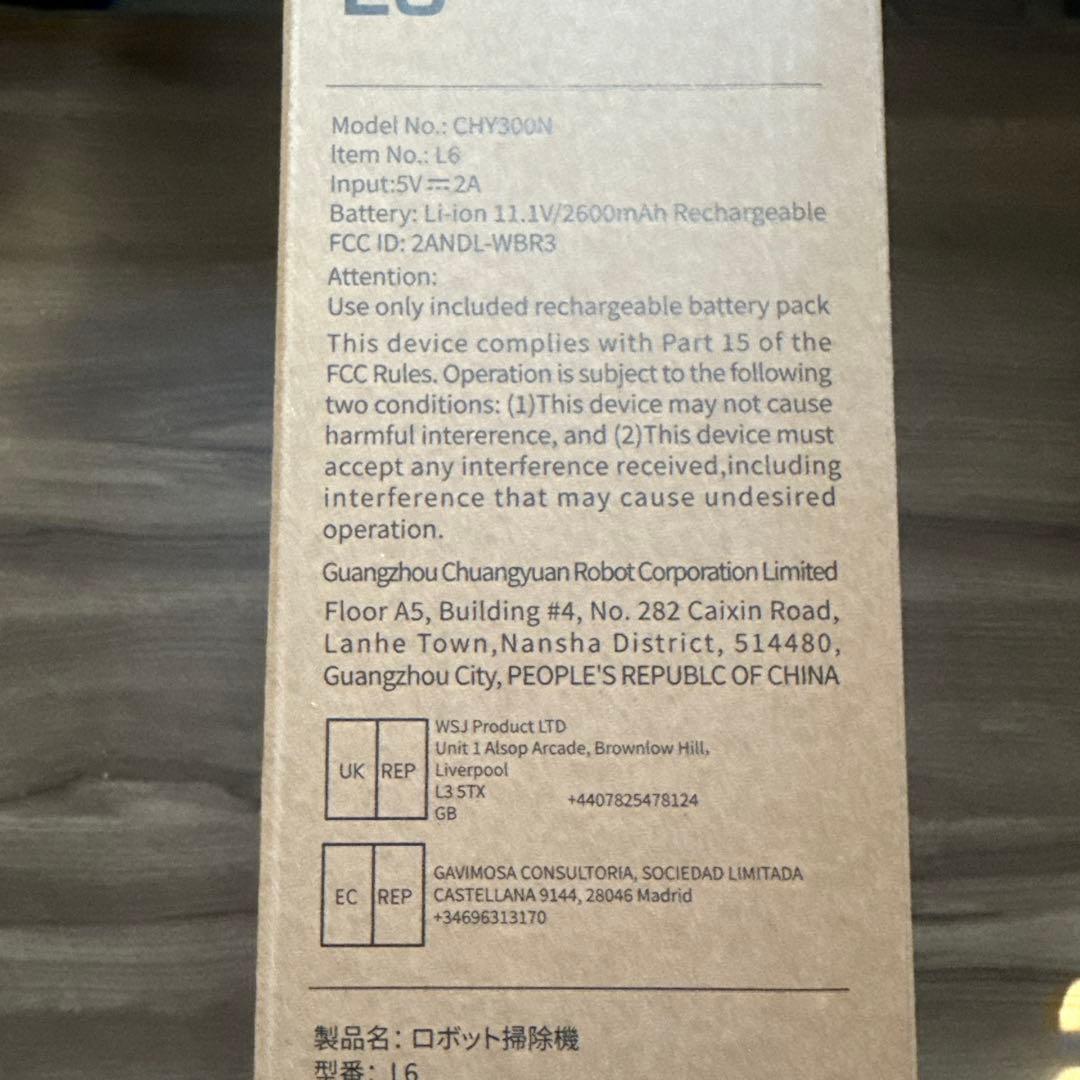 Model No.: CHY300N
Item No.: L6
Input:5V⎓2A
Battery: Li-ion 11.1V/2600mAh Rechargeable
FCC ID: 2ANDL-WBR3
Attention:
Use only included rechargeable battery pack
This device complies with Part 15 of the
FCC Rules. Operation is subject to the following
two conditions: (1)This device may not cause
harmful intererence, and (2)This device must
accept any interference received,including
interference that may cause undesired
operation.
Guangzhou Chuangyuan Robot Corporation Limited
Floor A5, Building #4, No. 282 Caixin Road,
Lanhe Town,Nansha District, 514480,
Guangzhou City, PEOPLE'S REPUBLC OF CHINA
UK REP
WSJ Product LTD
Unit 1 Alsop Arcade, Brownlow Hill,
Liverpool
L3 5TX
+4407825478124
GB
EC REP
GAVIMOSA CONSULTORIA, SOCIEDAD LIMITADA
CASTELLANA 9144, 28046 Madrid
+34696313170
製品名：ロボット掃除機
型番：L6